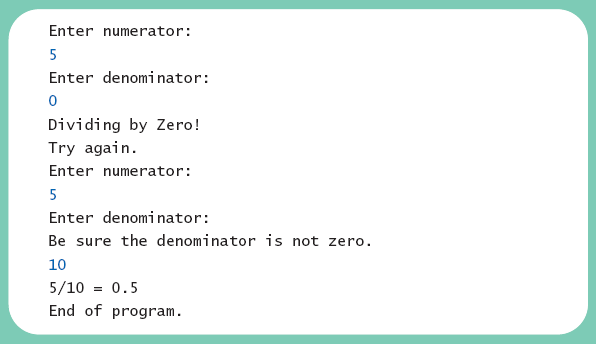 Enter numerator:
5
Enter denominator:
0
Dividing by Zero!
Try again.
Enter numerator:
5
Enter denominator:
Be sure the denominator is not zero.
10
5/10 = 0.5
End of program.